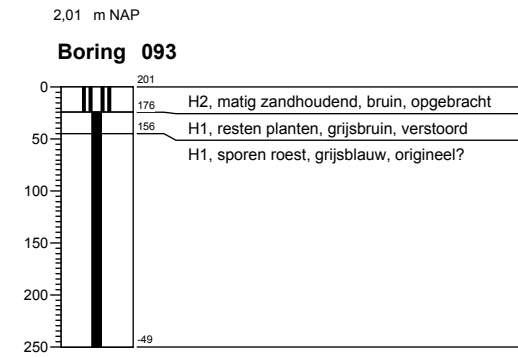 2,01 m NAP
Boring 093
0
201
H2, matig zandhoudend, bruin, opgebracht
176
H1, resten planten, grijsbruin, verstoord
156
50
H1, sporen roest, grijsblauw, origineel?
100
150
200
-49
250